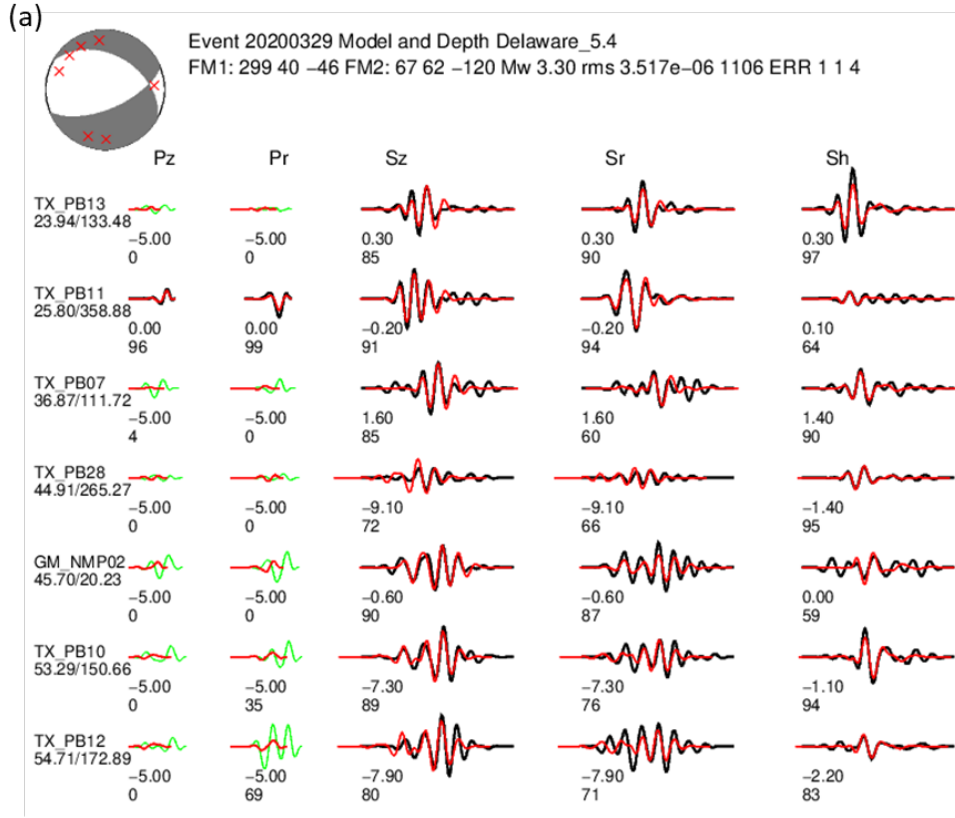 (a)
Event 20200329 Model and Depth Delaware_5.4
FM1: 299 40 −46 FM2: 67 62 −120 Mw 3.30 rms 3.517e−06 1106 ERR 1 1 4
Pz Pr Sz Sr Sh
TX_PB13
23.94/133.48
−5.00 −5.00 0.30 0.30 0.30
0 0 85 90 97
TX_PB11
25.80/358.88
0.00 0.00 −0.20 −0.20 0.10
96 99 91 94 64
TX_PB07
36.87/111.72
−5.00 −5.00 1.60 1.60 1.40
4 0 85 60 90
TX_PB28
44.91/265.27
−5.00 −5.00 −9.10 −9.10 −1.40
0 0 72 66 95
GM_NMP02
45.70/20.23
−5.00 −5.00 −0.60 −0.60 0.00
0 0 90 87 59
TX_PB10
53.29/150.66
−5.00 −5.00 −7.30 −7.30 −1.10
0 35 89 76 94
TX_PB12
54.71/172.89
−5.00 −5.00 −7.90 −7.90 −2.20
0 69 80 71 83